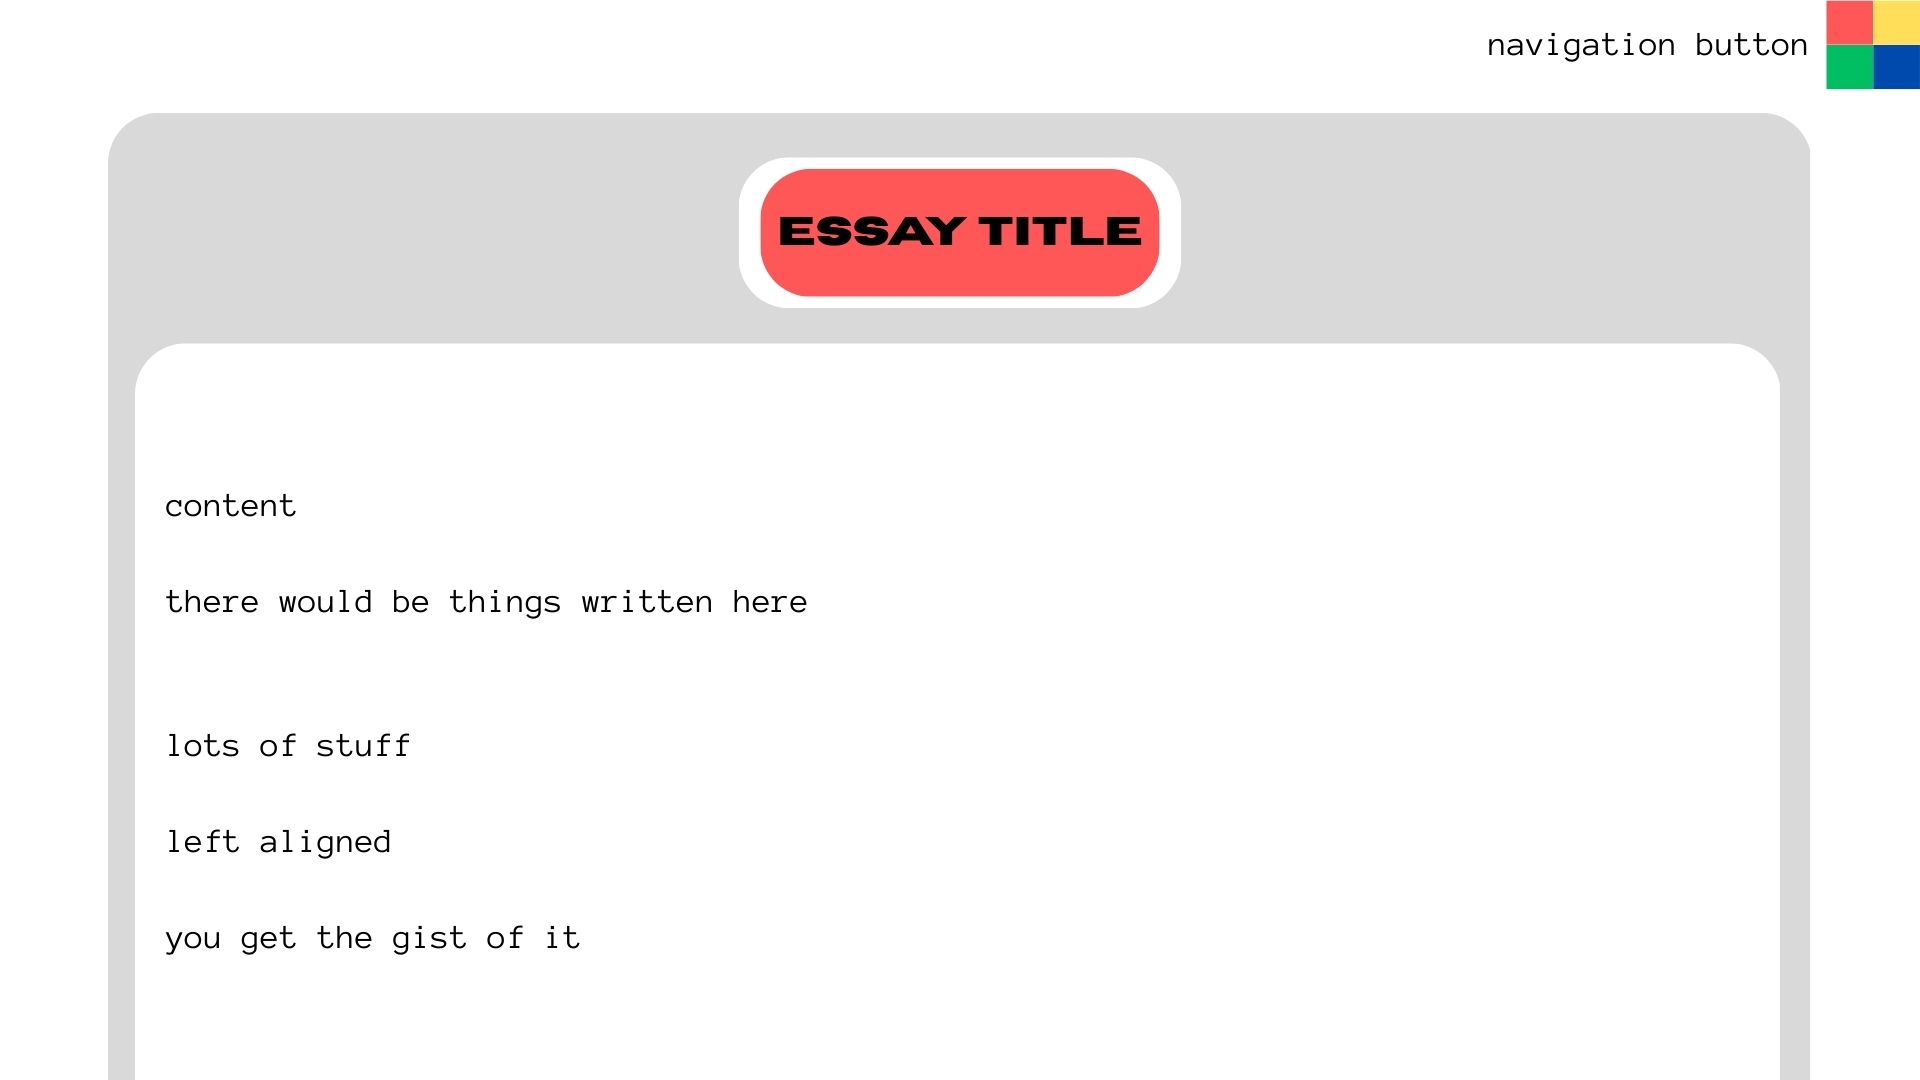 navigation button
ESSAY TITLE
content
there would be things written here
lots of stuff
left aligned
you get the gist of it